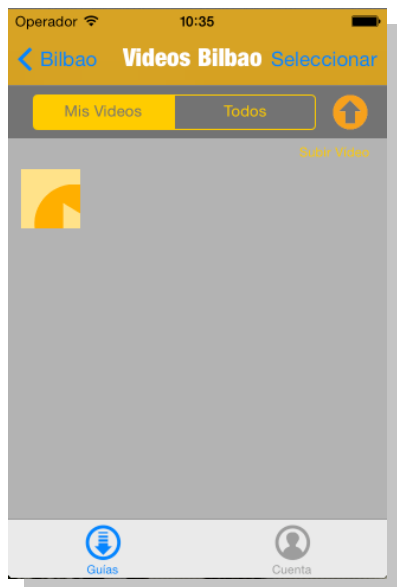 Operador 10:35
Bilbao Videos Bilbao Seleccionar
Mis Videos Todos
Subir Video
Guías Cuenta